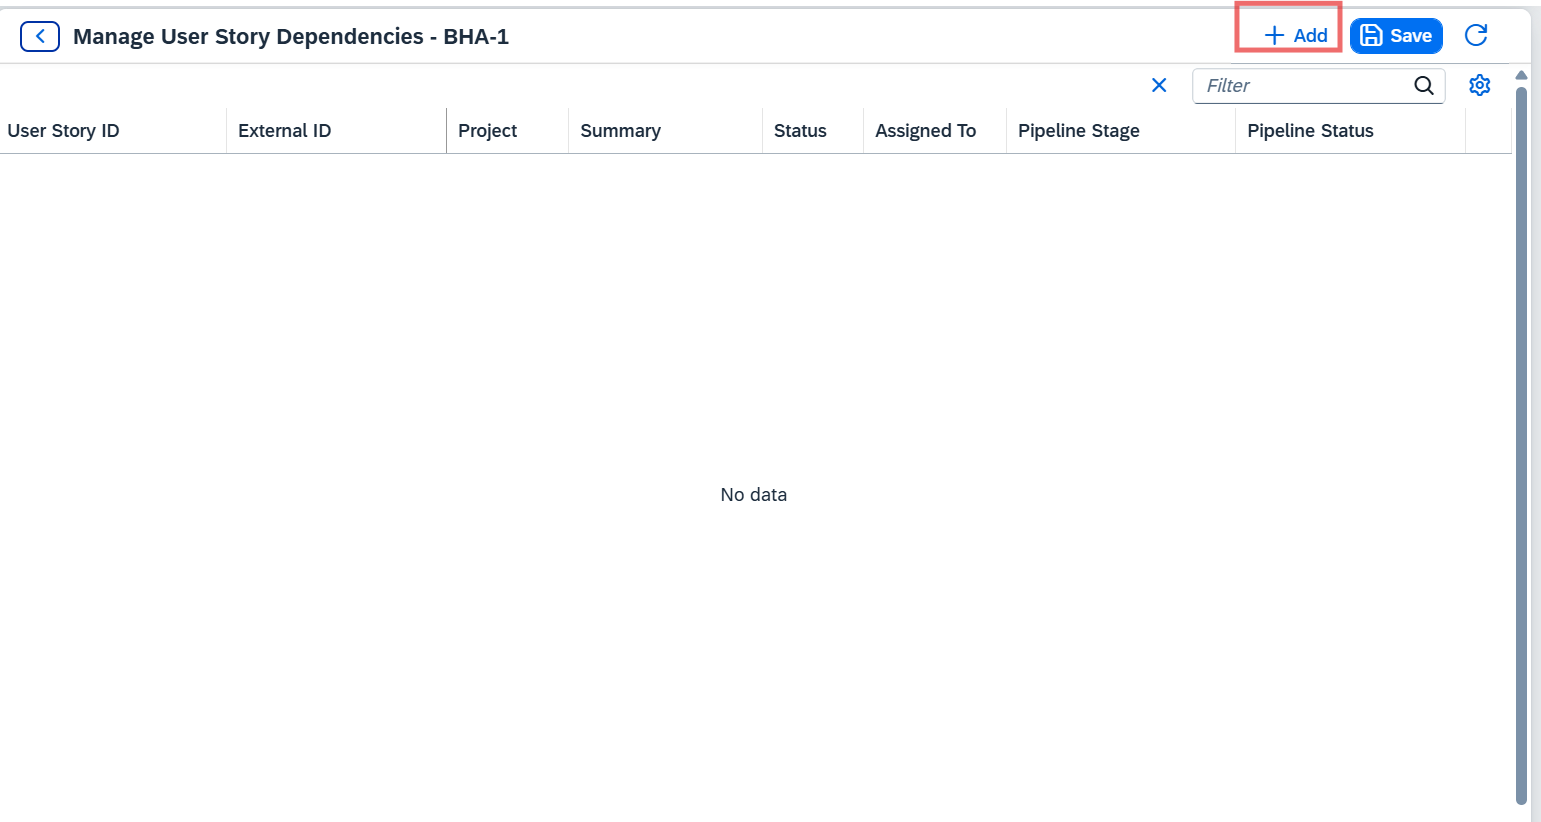 Manage User Story Dependencies - BHA-1
Add
Save
Filter
User Story ID
External ID
Project
Summary
Status
Assigned To
Pipeline Stage
Pipeline Status
No data